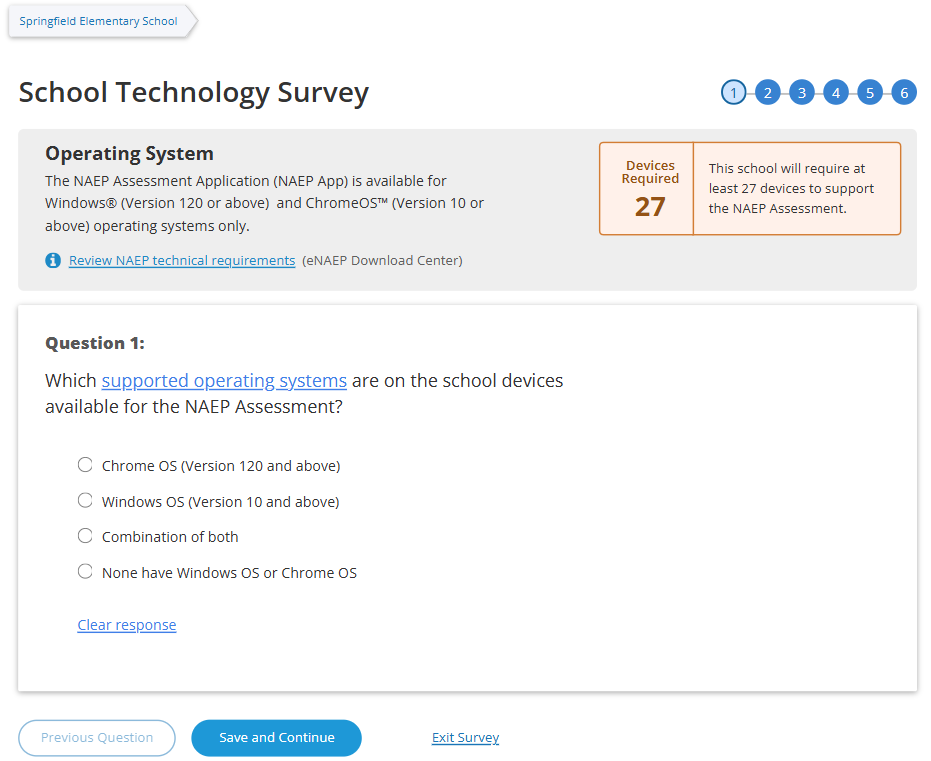 Springfield Elementary School
School Technology Survey
1 2 3 4 5 6
Operating System
The NAEP Assessment Application (NAEP App) is available for
Windows® (Version 120 or above) and ChromeOS™ (Version 10 or
above) operating systems only.
Review NAEP technical requirements (eNAEP Download Center)
Devices
Required
27
This school will require at
least 27 devices to support
the NAEP Assessment.
Question 1:
Which supported operating systems are on the school devices
available for the NAEP Assessment?
Chrome OS (Version 120 and above)
Windows OS (Version 10 and above)
Combination of both
None have Windows OS or Chrome OS
Clear response
Previous Question
Save and Continue
Exit Survey